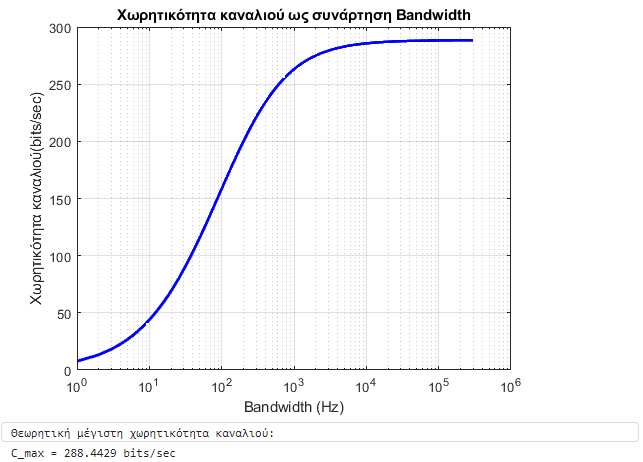 Χωρητικότητα καναλιού ως συνάρτηση Bandwidth
300
250
200
150
100
50
0
Χωρητικότητα καναλιού(bits/sec)
10^0 10^1 10^2 10^3 10^4 10^5 10^6
Bandwidth (Hz)
Θεωρητική μέγιστη χωρητικότητα καναλιού:
C_max = 288.4429 bits/sec